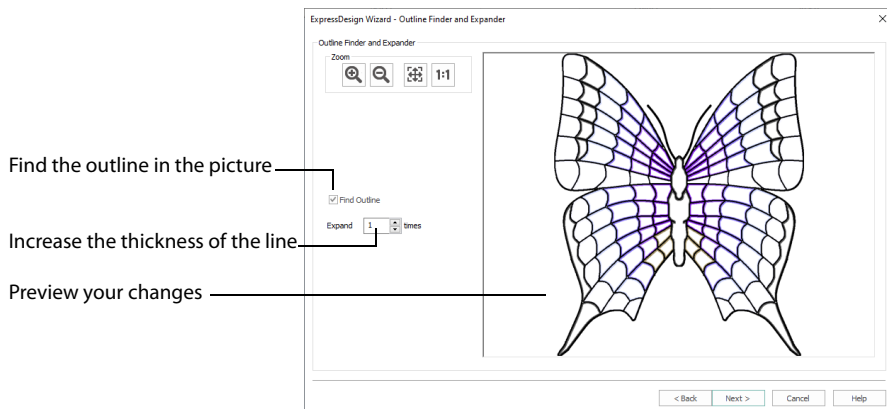 ExpressDesign Wizard - Outline Finder and Expander
Outline Finder and Expander
Zoom
1:1
Find the outline in the picture
Find Outline
Expand 1 times
Increase the thickness of the line
Preview your changes
< Back Next > Cancel Help